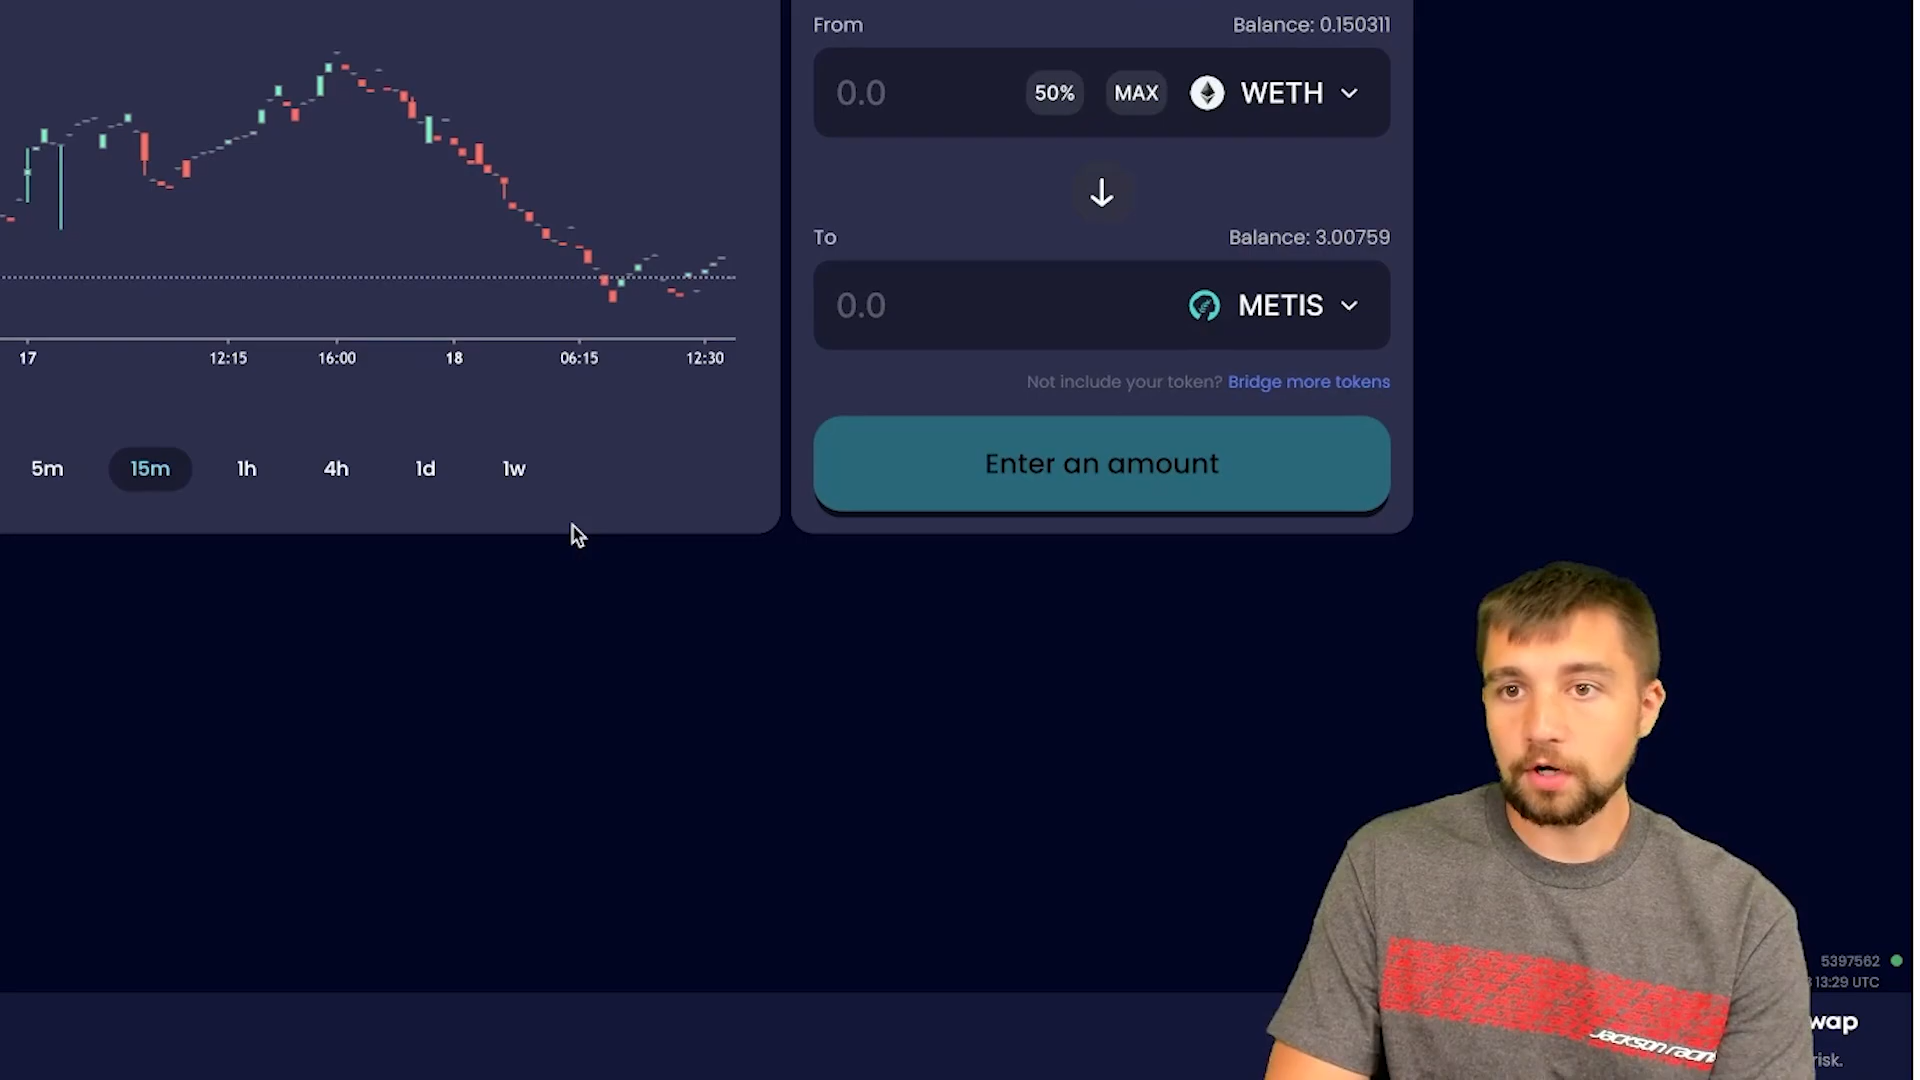 From
Balance: 0.150311
0.0
50%
MAX
WETH
To
Balance: 3.00759
0.0
METIS
Not include your token? Bridge more tokens
Enter an amount
17
12:15
16:00
18
06:15
12:30
5m
15m
1h
4h
1d
1w
5397562
13:29 UTC
wap
risk.
Jackson racin